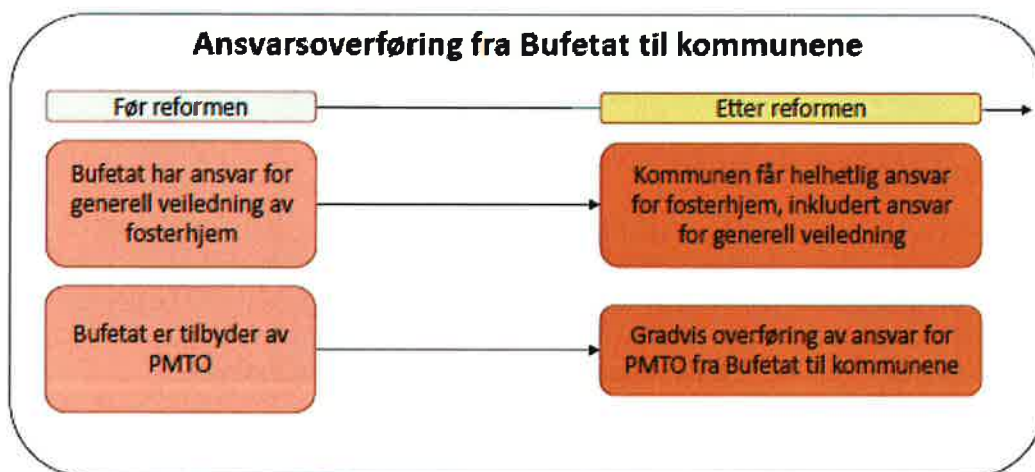 Ansvarsoverføring fra Bufetat til kommunene
Før reformen
Etter reformen
Bufetat har ansvar for
generell veiledning av
fosterhjem
Kommunen får helhetlig ansvar
for fosterhjem, inkludert ansvar
for generell veiledning
Bufetat er tilbyder av
PMTO
Gradvis overføring av ansvar for
PMTO fra Bufetat til kommunene